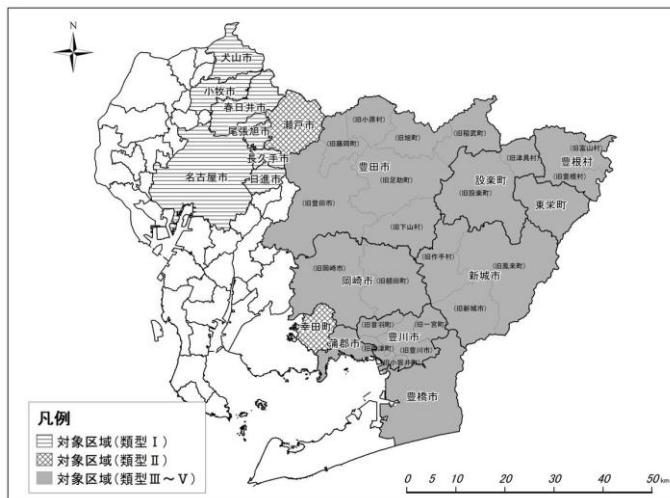 N
犬山市
小牧市
春日井市
尾張旭市
瀬戸市
長久手市
名古屋市
日進市
(旧小原村)
(旧旭町)
(旧稲武町)
(旧藤岡町)
豊田市
(旧足助町)
(旧豊田市)
(旧下山村)
(旧富山村)
(旧津具村)
豊根村
設楽町
(旧豊根村)
(旧設楽町)
東栄町
(旧作手村)
(旧鳳来町)
新城市
(旧新城市)
(旧岡崎市)
岡崎市
(旧額田町)
幸田町
(旧音羽町)
(旧一宮町)
豊川市
蒲郡市
(旧豊川市)
(旧小坂井町)
豊橋市
凡例
対象区域(類型Ⅰ)
対象区域(類型Ⅱ)
対象区域(類型Ⅲ～Ⅴ)
0 5 10 20 30 40 50 km